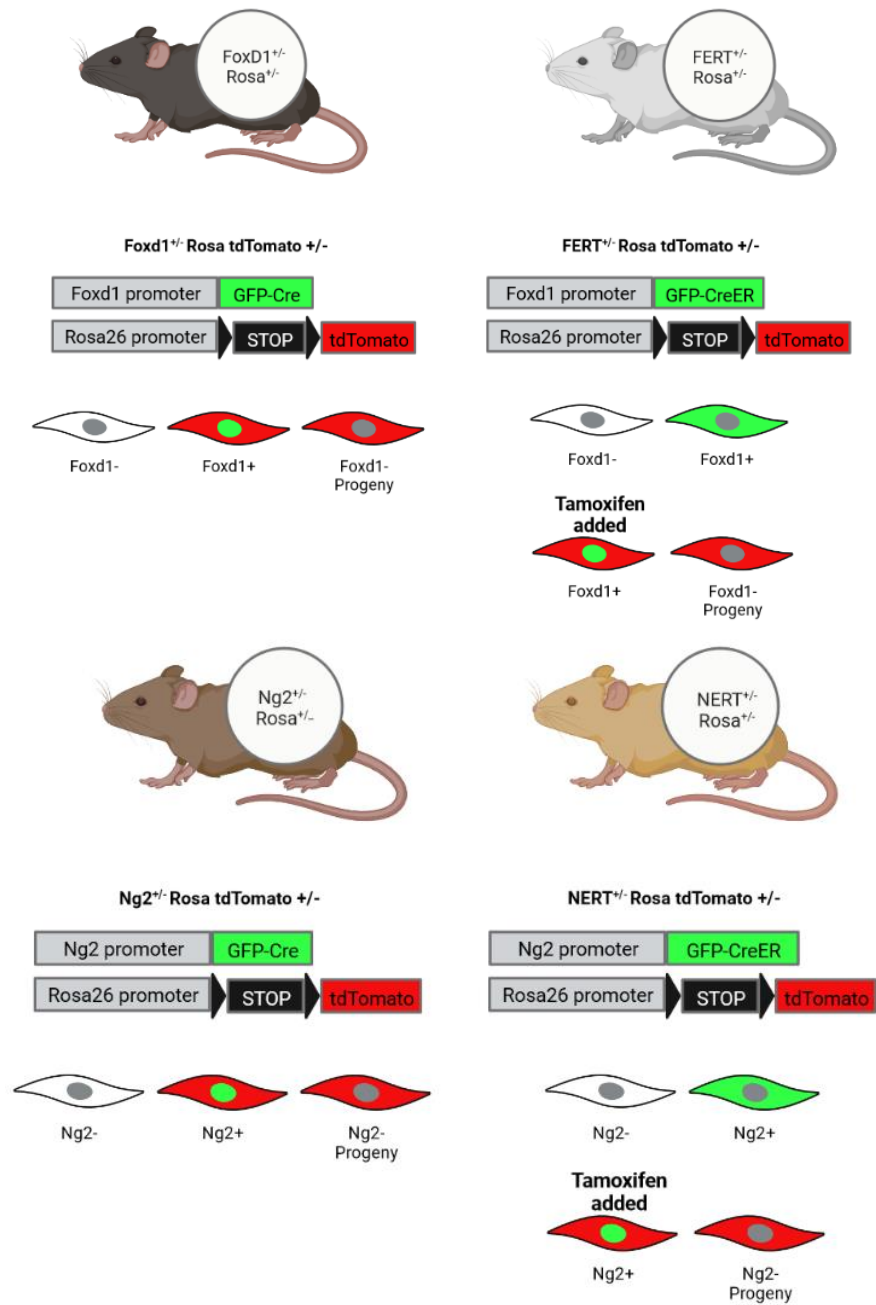 FoxD1+/-
Rosa+/-
FERT+/-
Rosa+/-
Foxd1+/- Rosa tdTomato +/-
FERT+/- Rosa tdTomato +/-
Foxd1 promoter GFP-Cre
Rosa26 promoter STOP tdTomato
Foxd1 promoter GFP-CreER
Rosa26 promoter STOP tdTomato
Foxd1-
Foxd1+
Foxd1-
Progeny
Foxd1-
Foxd1+
Tamoxifen
added
Foxd1+
Foxd1-
Progeny
Ng2+/-
Rosa+/-
NERT+/-
Rosa+/-
Ng2+/- Rosa tdTomato +/-
NERT+/- Rosa tdTomato +/-
Ng2 promoter GFP-Cre
Rosa26 promoter STOP tdTomato
Ng2 promoter GFP-CreER
Rosa26 promoter STOP tdTomato
Ng2-
Ng2+
Ng2-
Progeny
Ng2-
Ng2+
Tamoxifen
added
Ng2+
Ng2-
Progeny